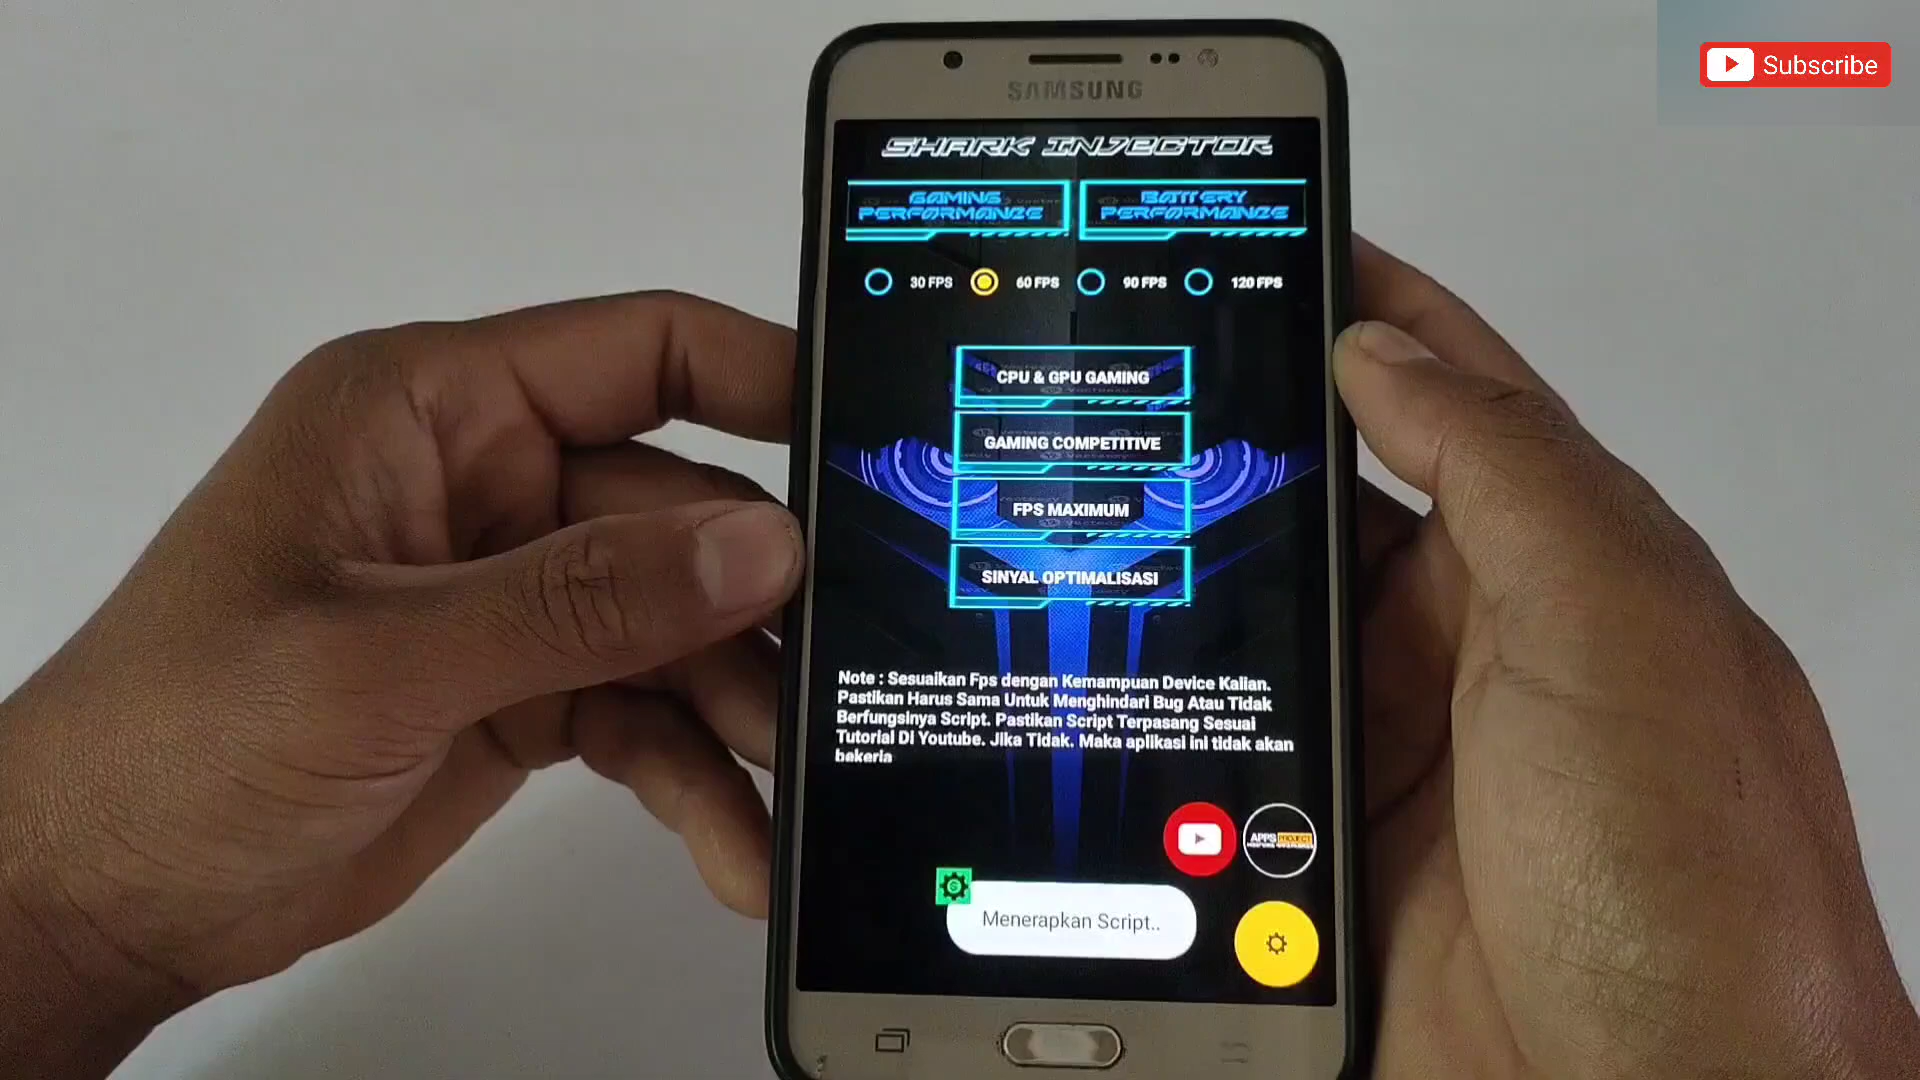 Subscribe
SAMSUNG
SHARK INJECTOR
GAMING
PERFORMANCE
BATTERY
PERFORMANCE
30 FPS
60 FPS
90 FPS
120 FPS
CPU & GPU GAMING
GAMING COMPETITIVE
FPS MAXIMUM
SINYAL OPTIMALISASI
Note : Sesuaikan Fps dengan Kemampuan Device Kalian.
Pastikan Harus Sama Untuk Menghindari Bug Atau Tidak
Berfungsinya Script. Pastikan Script Terpasang Sesuai
Tutorial Di Youtube. Jika Tidak. Maka aplikasi ini tidak akan
bekerja
APPS PROJECT
Menerapkan Script..